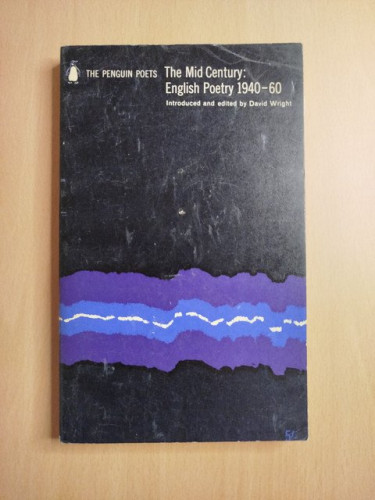 THE PENGUIN POETS The Mid Century:
English Poetry 1940–60
Introduced and edited by David Wright